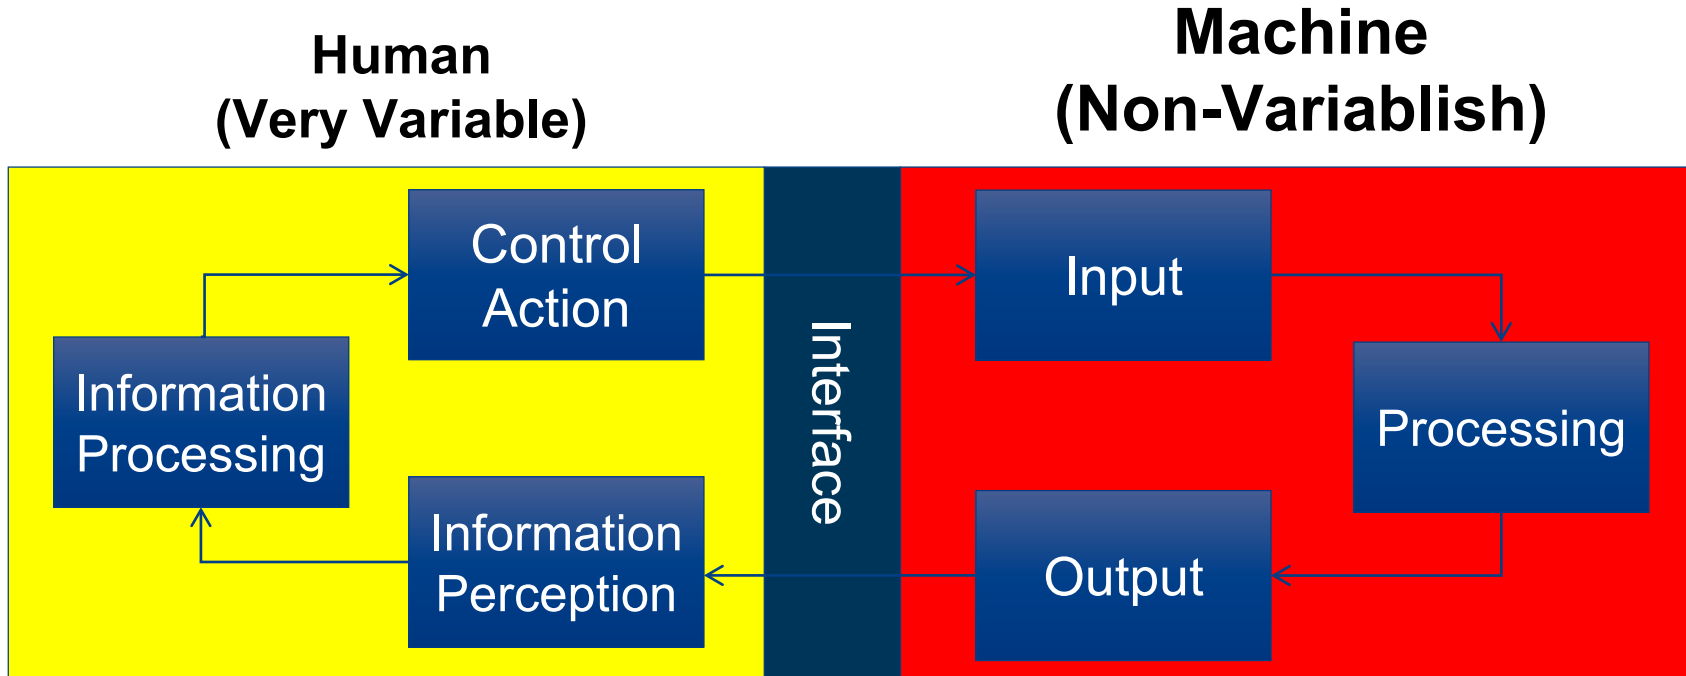 Human
(Very Variable)
Machine
(Non-Variablish)
Control
Action
Input
Information
Processing
Interface
Processing
Information
Perception
Output